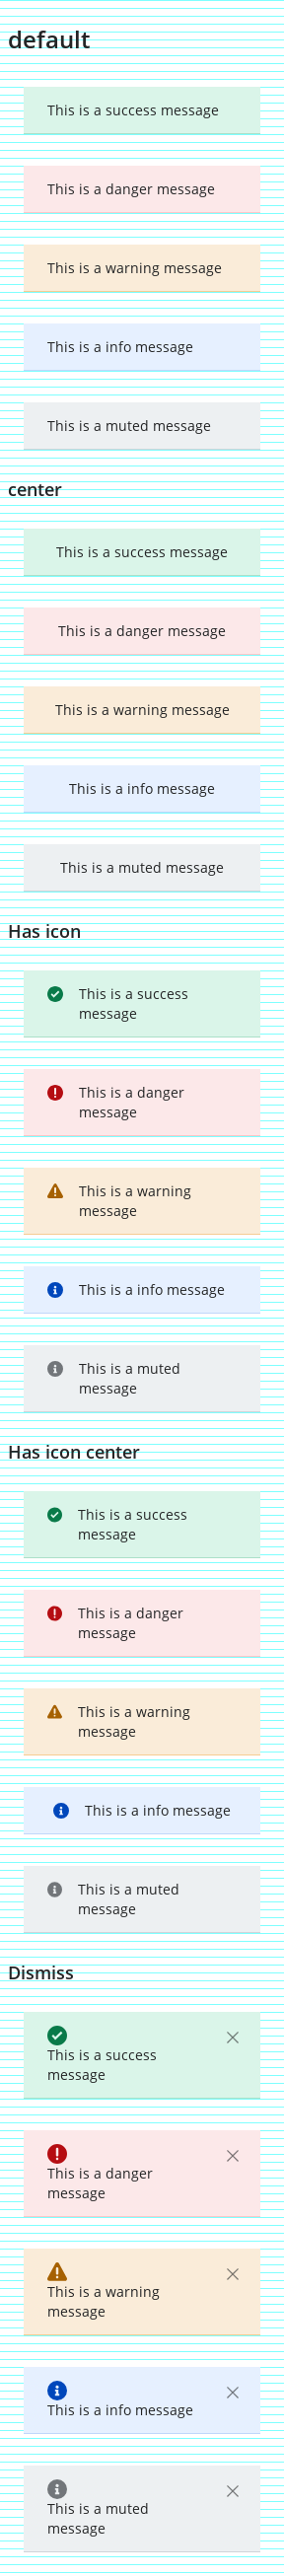 default
This is a success message
This is a danger message
This is a warning message
This is a info message
This is a muted message
center
This is a success message
This is a danger message
This is a warning message
This is a info message
This is a muted message
Has icon
This is a success
message
This is a danger
message
This is a warning
message
This is a info message
This is a muted
message
Has icon center
This is a success
message
This is a danger
message
This is a warning
message
This is a info message
This is a muted
message
Dismiss
This is a success
message
This is a danger
message
This is a warning
message
This is a info message
This is a muted
message